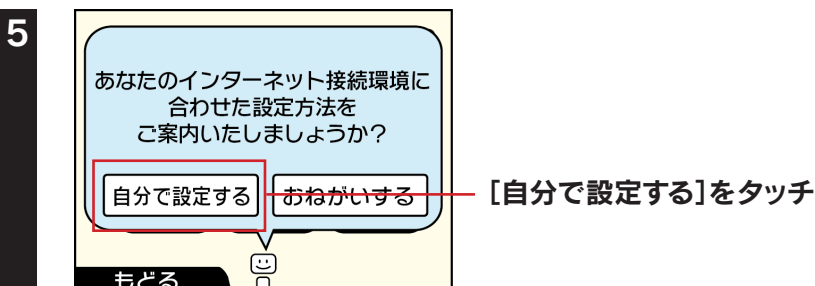 5
あなたのインターネット接続環境に
合わせた設定方法を
ご案内いたしましょうか？
自分で設定する おねがいする
[自分で設定する]をタッチ
もどる